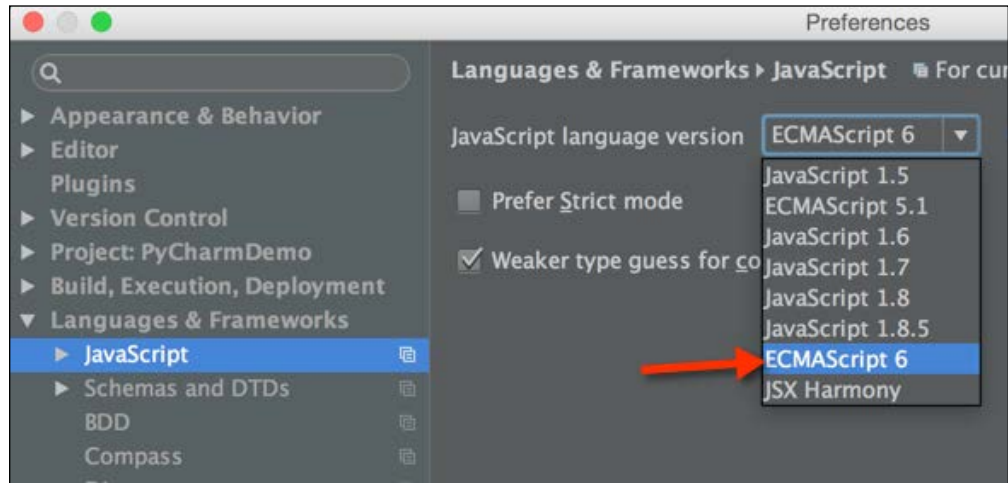 Preferences
Appearance & Behavior
Editor
Plugins
Version Control
Project: PyCharmDemo
Build, Execution, Deployment
Languages & Frameworks
JavaScript
Schemas and DTDs
BDD
Compass
Languages & Frameworks JavaScript For cur
JavaScript language version ECMAScript 6
Prefer Strict mode
Weaker type guess for co
JavaScript 1.5
ECMAScript 5.1
JavaScript 1.6
JavaScript 1.7
JavaScript 1.8
JavaScript 1.8.5
ECMAScript 6
JSX Harmony